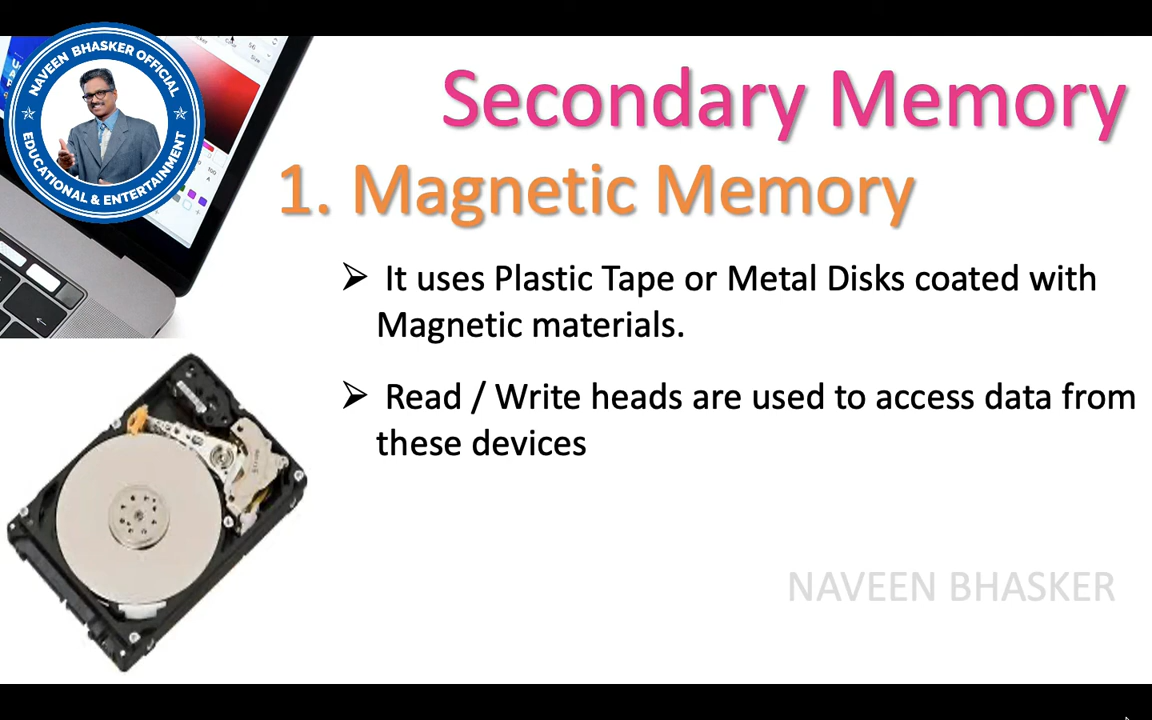 NAVEEN BHASKER OFFICIAL
EDUCATIONAL & ENTERTAINMENT
Secondary Memory
1. Magnetic Memory
➢ It uses Plastic Tape or Metal Disks coated with
Magnetic materials.
➢ Read / Write heads are used to access data from
these devices
NAVEEN BHASKER